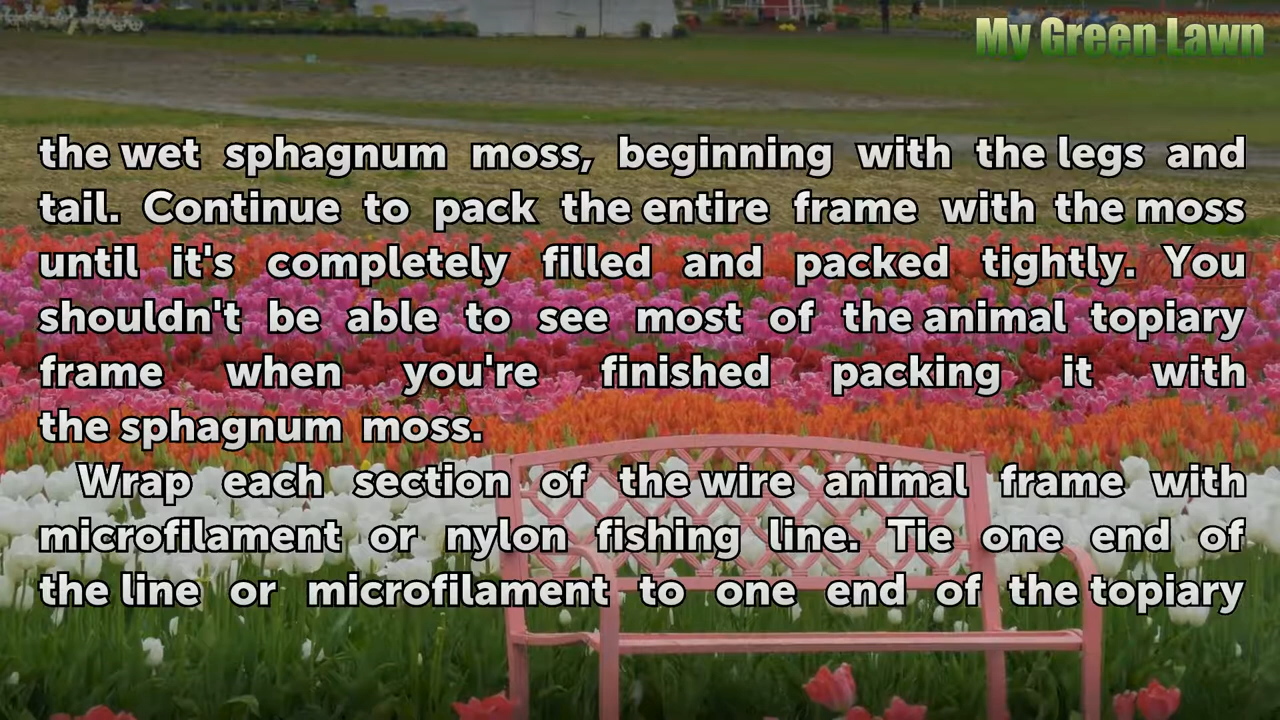 My Green Lawn
the wet sphagnum moss, beginning with the legs and
tail. Continue to pack the entire frame with the moss
until it's completely filled and packed tightly. You
shouldn't be able to see most of the animal topiary
frame when you're finished packing it with
the sphagnum moss.
Wrap each section of the wire animal frame with
microfilament or nylon fishing line. Tie one end of
the line or microfilament to one end of the topiary